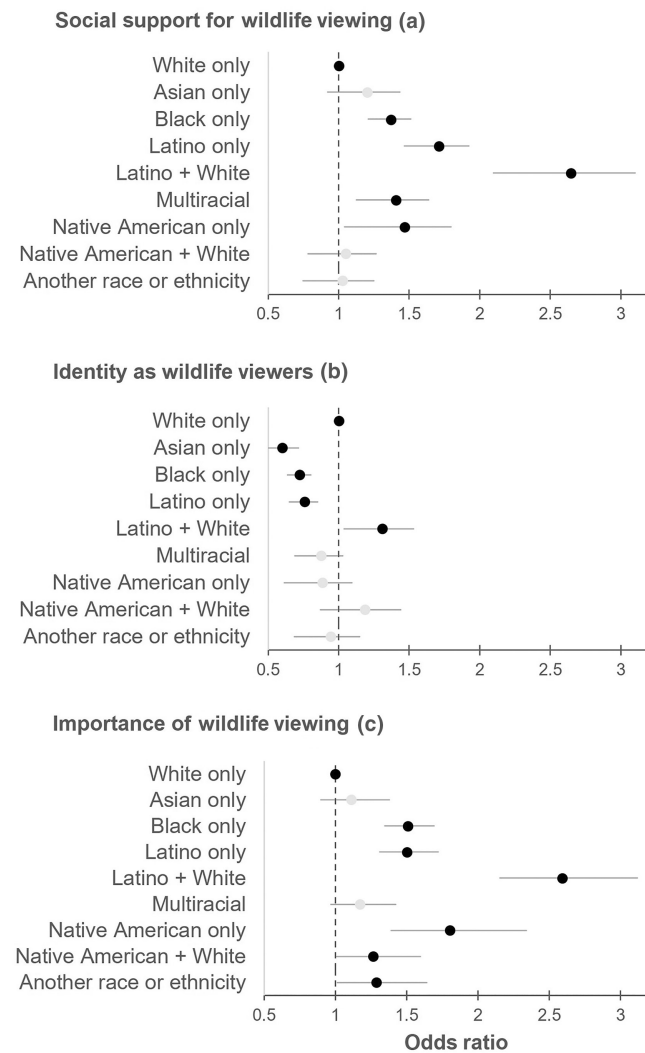 Social support for wildlife viewing (a)
White only
Asian only
Black only
Latino only
Latino + White
Multiracial
Native American only
Native American + White
Another race or ethnicity
0.5 1 1.5 2 2.5 3
Identity as wildlife viewers (b)
White only
Asian only
Black only
Latino only
Latino + White
Multiracial
Native American only
Native American + White
Another race or ethnicity
0.5 1 1.5 2 2.5 3
Importance of wildlife viewing (c)
White only
Asian only
Black only
Latino only
Latino + White
Multiracial
Native American only
Native American + White
Another race or ethnicity
0.5 1 1.5 2 2.5 3
Odds ratio